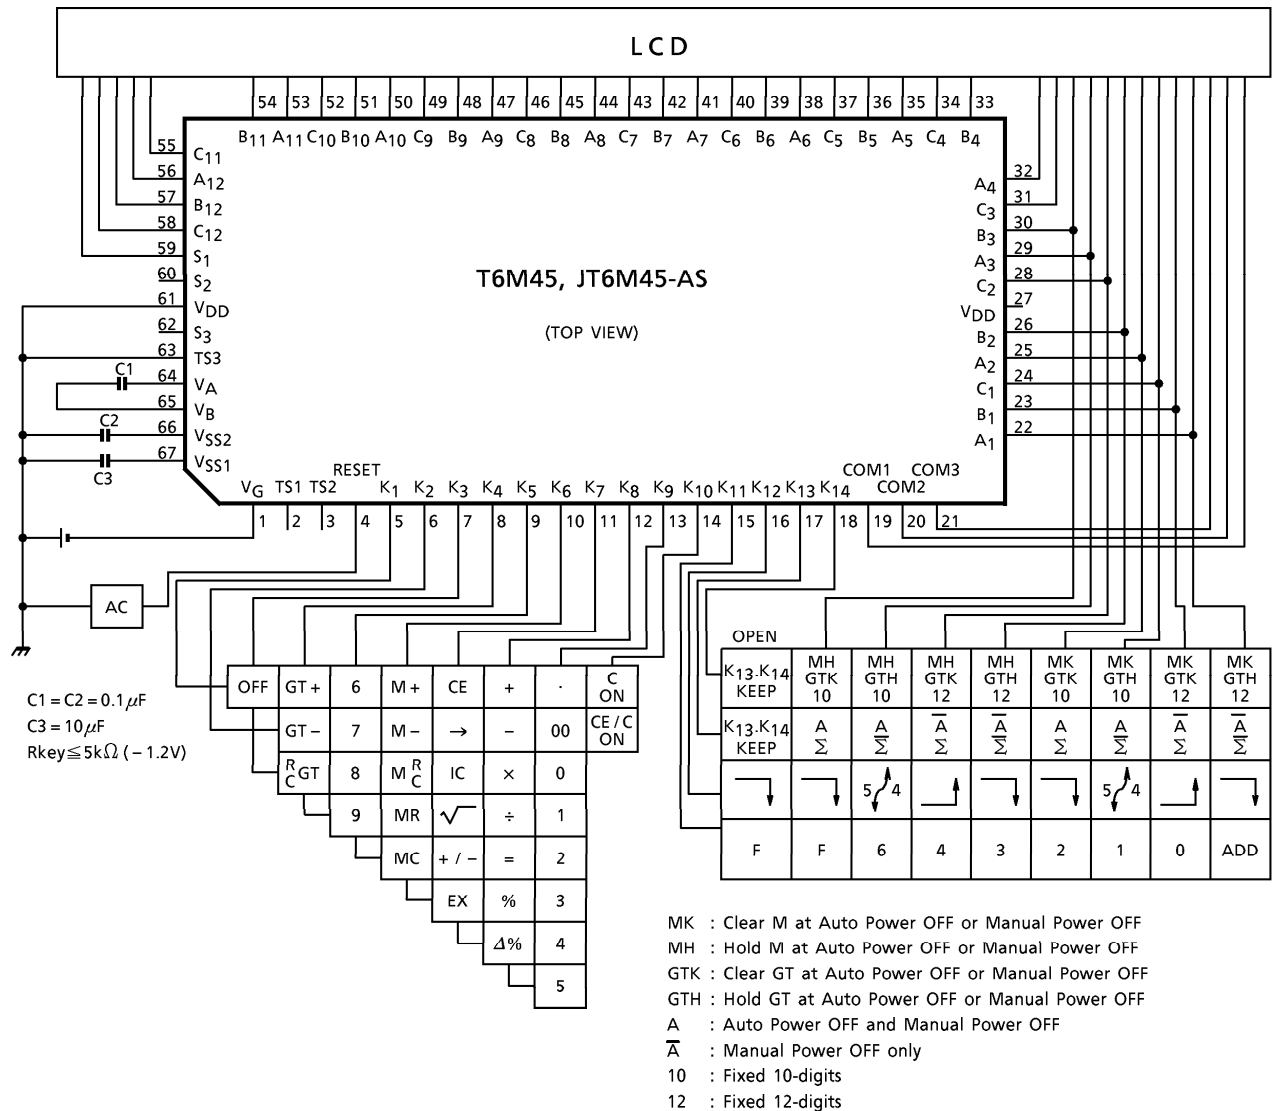 LCD
54 53 52 51 50 49 48 47 46 45 44 43 42 41 40 39 38 37 36 35 34 33
B11 A11 C10 B10 A10 C9 B9 A9 C8 B8 A8 C7 B7 A7 C6 B6 A6 C5 B5 A5 C4 B4
55 C11
56 A12
57 B12
58 C12
59 S1
60 S2
61 VDD
62 S3
63 TS3
C1 64 VA
65 VB
C2 66 VSS2
C3 67 VSS1
T6M45, JT6M45-AS
(TOP VIEW)
A4 32
C3 31
B3 30
A3 29
C2 28
VDD 27
B2 26
A2 25
C1 24
B1 23
A1 22
RESET COM1 COM3
VG TS1 TS2 K1 K2 K3 K4 K5 K6 K7 K8 K9 K10 K11 K12 K13 K14 COM2
1 2 3 4 5 6 7 8 9 10 11 12 13 14 15 16 17 18 19 20 21
AC
C1 = C2 = 0.1μF
C3 = 10μF
Rkey≦5kΩ (−1.2V)
OFF GT+ 6 M+ CE + · C ON
GT− 7 M− → − 00 CE/C ON
R C GT 8 M R C IC × 0
9 MR √ ÷ 1
MC +/− = 2
EX % 3
Δ% 4
5
OPEN
K13.K14 KEEP MH GTK 10 MH GTH 10 MH GTK 12 MH GTH 12 MK GTK 10 MK GTH 10 MK GTK 12 MK GTH 12
K13.K14 KEEP A Σ A Σ̅ A̅ Σ A̅ Σ̅ A Σ A Σ̅ A̅ Σ A̅ Σ̅
5 4 5 4
F F 6 4 3 2 1 0 ADD
MK : Clear M at Auto Power OFF or Manual Power OFF
MH : Hold M at Auto Power OFF or Manual Power OFF
GTK : Clear GT at Auto Power OFF or Manual Power OFF
GTH : Hold GT at Auto Power OFF or Manual Power OFF
A : Auto Power OFF and Manual Power OFF
A̅ : Manual Power OFF only
10 : Fixed 10-digits
12 : Fixed 12-digits